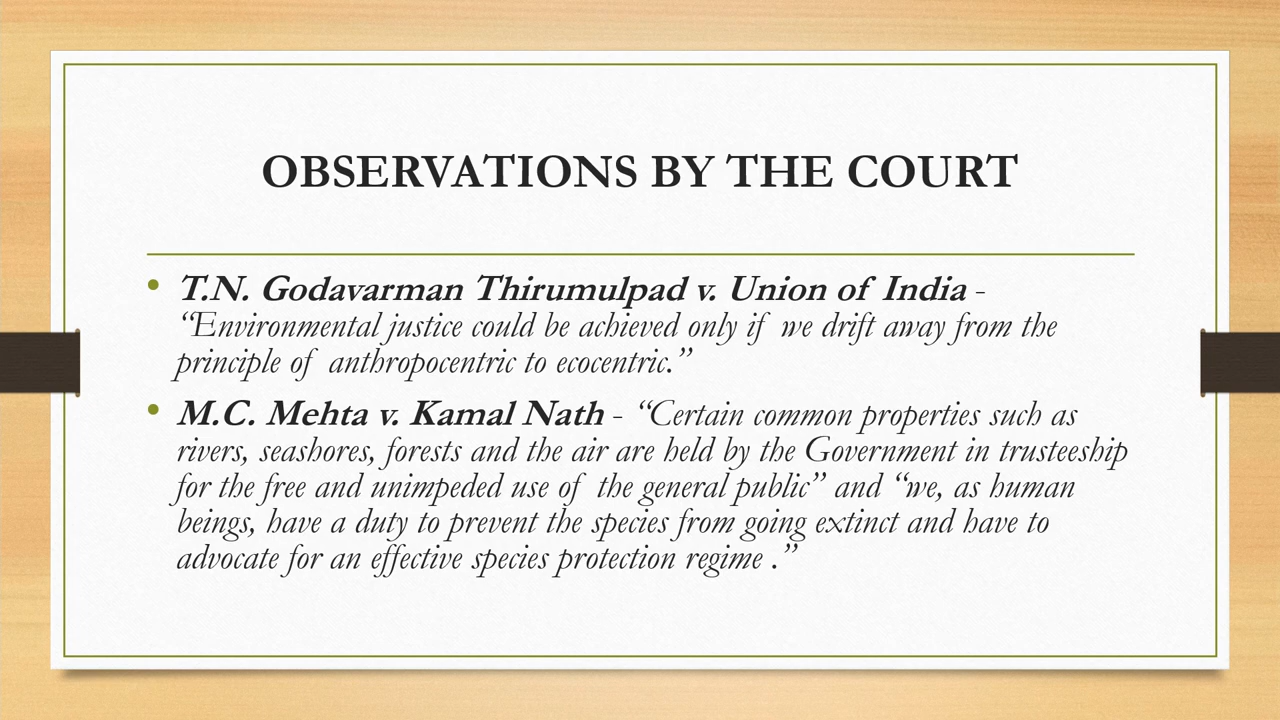 OBSERVATIONS BY THE COURT
• T.N. Godavarman Thirumulpad v. Union of India -
“Environmental justice could be achieved only if we drift away from the
principle of anthropocentric to ecocentric.”
• M.C. Mehta v. Kamal Nath - “Certain common properties such as
rivers, seashores, forests and the air are held by the Government in trusteeship
for the free and unimpeded use of the general public” and “we, as human
beings, have a duty to prevent the species from going extinct and have to
advocate for an effective species protection regime .”